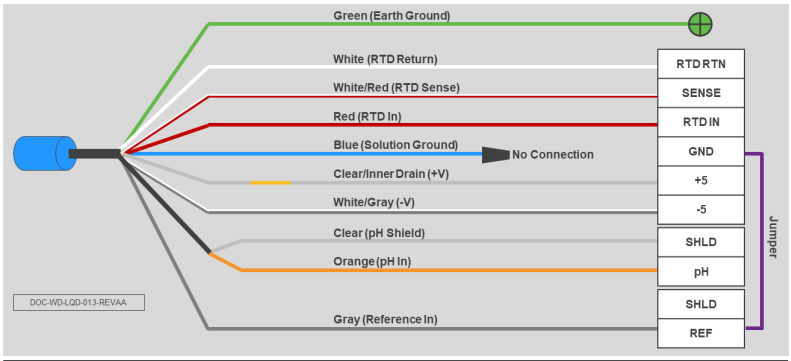 Green (Earth Ground)
White (RTD Return)
RTD RTN
White/Red (RTD Sense)
SENSE
Red (RTD In)
RTD IN
Blue (Solution Ground)
No Connection
GND
Clear/Inner Drain (+V)
+5
White/Gray (-V)
-5
Jumper
Clear (pH Shield)
SHLD
Orange (pH In)
pH
DOC-WD-LQD-013-REVAA
SHLD
Gray (Reference In)
REF